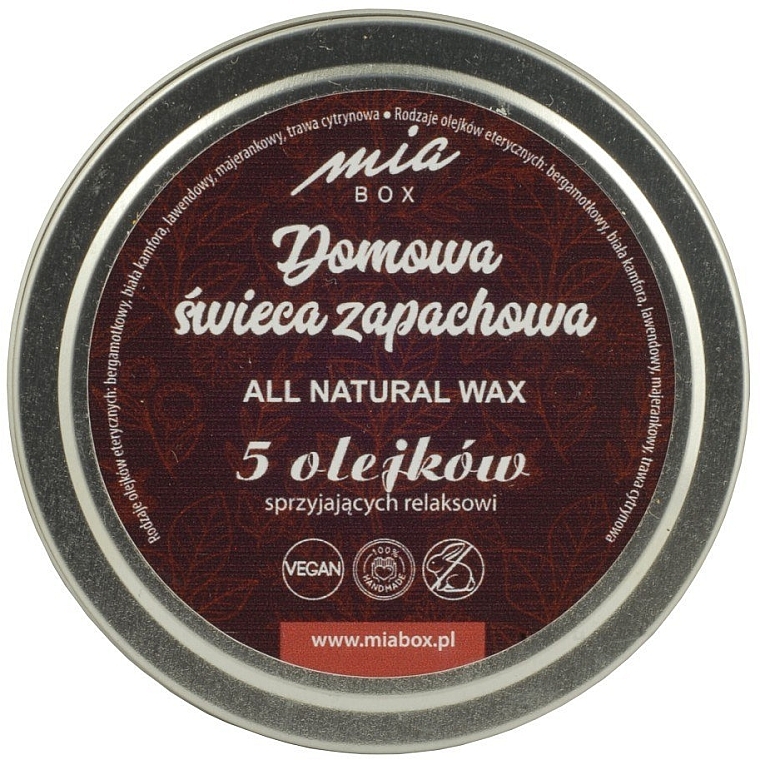 Rodzaje olejków eterycznych: bergamotkowy, biała kamfora, lawendowy, majerankowy, trawa cytrynowa • Rodzaje olejków eterycznych: bergamotkowy, biała kamfora, lawendowy, majerankowy, trawa cytrynowa
mia
BOX
Domowa
świeca zapachowa
ALL NATURAL WAX
5 olejków
sprzyjających relaksowi
VEGAN
100%
HANDMADE
www.miabox.pl